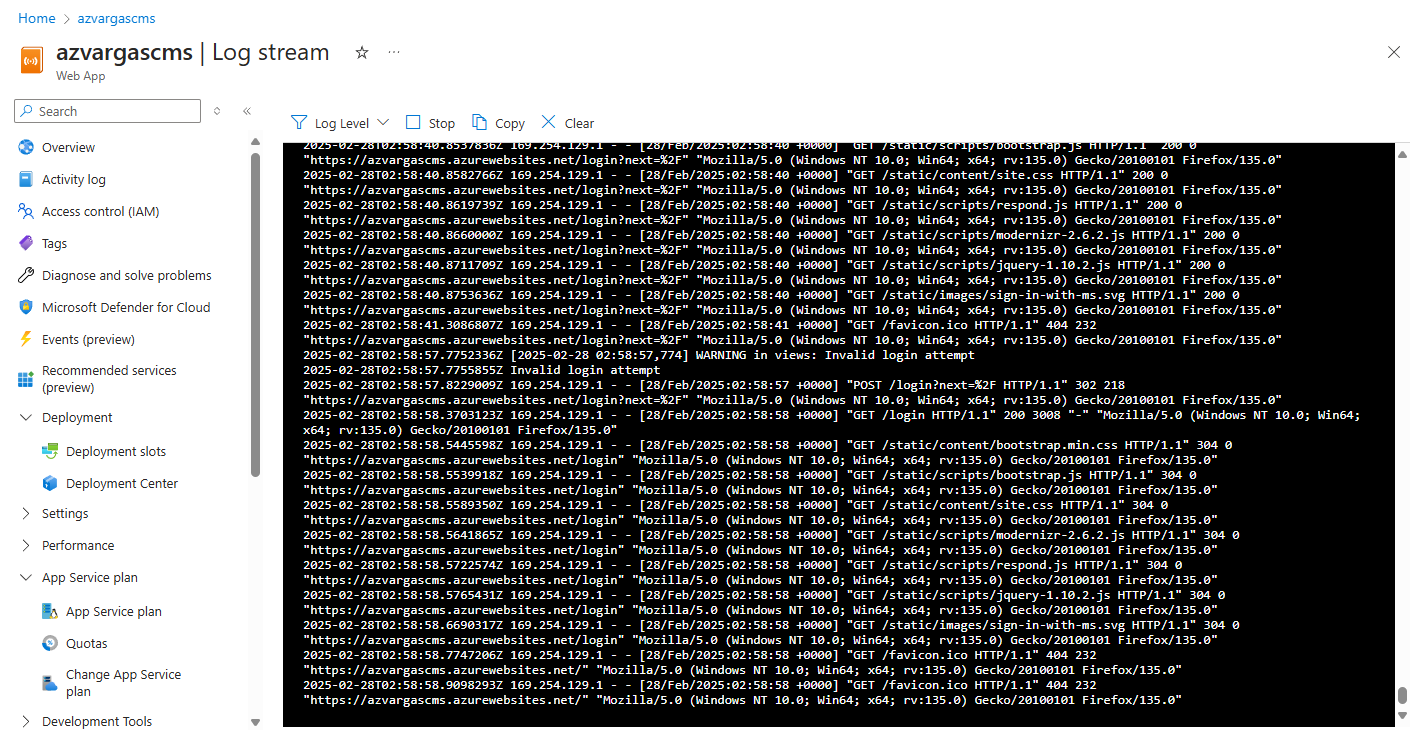 Home > azvargascms
azvargascms | Log stream
Web App
Search
Overview
Activity log
Access control (IAM)
Tags
Diagnose and solve problems
Microsoft Defender for Cloud
Events (preview)
Recommended services
(preview)
Deployment
Deployment slots
Deployment Center
Settings
Performance
App Service plan
App Service plan
Quotas
Change App Service
plan
Development Tools
Log Level
Stop
Copy
Clear
2025-02-28T02:58:40.8537836Z 169.254.129.1 - - [28/Feb/2025:02:58:40 +0000] "GET /static/scripts/bootstrap.js HTTP/1.1" 200 0
"https://azvargascms.azurewebsites.net/login?next=%2F" "Mozilla/5.0 (Windows NT 10.0; Win64; x64; rv:135.0) Gecko/20100101 Firefox/135.0"
2025-02-28T02:58:40.8582766Z 169.254.129.1 - - [28/Feb/2025:02:58:40 +0000] "GET /static/content/site.css HTTP/1.1" 200 0
"https://azvargascms.azurewebsites.net/login?next=%2F" "Mozilla/5.0 (Windows NT 10.0; Win64; x64; rv:135.0) Gecko/20100101 Firefox/135.0"
2025-02-28T02:58:40.8619739Z 169.254.129.1 - - [28/Feb/2025:02:58:40 +0000] "GET /static/scripts/respond.js HTTP/1.1" 200 0
"https://azvargascms.azurewebsites.net/login?next=%2F" "Mozilla/5.0 (Windows NT 10.0; Win64; x64; rv:135.0) Gecko/20100101 Firefox/135.0"
2025-02-28T02:58:40.8660000Z 169.254.129.1 - - [28/Feb/2025:02:58:40 +0000] "GET /static/scripts/modernizr-2.6.2.js HTTP/1.1" 200 0
"https://azvargascms.azurewebsites.net/login?next=%2F" "Mozilla/5.0 (Windows NT 10.0; Win64; x64; rv:135.0) Gecko/20100101 Firefox/135.0"
2025-02-28T02:58:40.8711709Z 169.254.129.1 - - [28/Feb/2025:02:58:40 +0000] "GET /static/scripts/jquery-1.10.2.js HTTP/1.1" 200 0
"https://azvargascms.azurewebsites.net/login?next=%2F" "Mozilla/5.0 (Windows NT 10.0; Win64; x64; rv:135.0) Gecko/20100101 Firefox/135.0"
2025-02-28T02:58:40.8753636Z 169.254.129.1 - - [28/Feb/2025:02:58:40 +0000] "GET /static/images/sign-in-with-ms.svg HTTP/1.1" 200 0
"https://azvargascms.azurewebsites.net/login?next=%2F" "Mozilla/5.0 (Windows NT 10.0; Win64; x64; rv:135.0) Gecko/20100101 Firefox/135.0"
2025-02-28T02:58:41.3086807Z 169.254.129.1 - - [28/Feb/2025:02:58:41 +0000] "GET /favicon.ico HTTP/1.1" 404 232
"https://azvargascms.azurewebsites.net/login?next=%2F" "Mozilla/5.0 (Windows NT 10.0; Win64; x64; rv:135.0) Gecko/20100101 Firefox/135.0"
2025-02-28T02:58:57.7752336Z [2025-02-28 02:58:57,774] WARNING in views: Invalid login attempt
2025-02-28T02:58:57.7755855Z Invalid login attempt
2025-02-28T02:58:57.8229009Z 169.254.129.1 - - [28/Feb/2025:02:58:57 +0000] "POST /login?next=%2F HTTP/1.1" 302 218
"https://azvargascms.azurewebsites.net/login?next=%2F" "Mozilla/5.0 (Windows NT 10.0; Win64; x64; rv:135.0) Gecko/20100101 Firefox/135.0"
2025-02-28T02:58:58.3703123Z 169.254.129.1 - - [28/Feb/2025:02:58:58 +0000] "GET /login HTTP/1.1" 200 3008 "-" "Mozilla/5.0 (Windows NT 10.0; Win64;
x64; rv:135.0) Gecko/20100101 Firefox/135.0"
2025-02-28T02:58:58.5445598Z 169.254.129.1 - - [28/Feb/2025:02:58:58 +0000] "GET /static/content/bootstrap.min.css HTTP/1.1" 304 0
"https://azvargascms.azurewebsites.net/login" "Mozilla/5.0 (Windows NT 10.0; Win64; x64; rv:135.0) Gecko/20100101 Firefox/135.0"
2025-02-28T02:58:58.5539918Z 169.254.129.1 - - [28/Feb/2025:02:58:58 +0000] "GET /static/scripts/bootstrap.js HTTP/1.1" 304 0
"https://azvargascms.azurewebsites.net/login" "Mozilla/5.0 (Windows NT 10.0; Win64; x64; rv:135.0) Gecko/20100101 Firefox/135.0"
2025-02-28T02:58:58.5589350Z 169.254.129.1 - - [28/Feb/2025:02:58:58 +0000] "GET /static/content/site.css HTTP/1.1" 304 0
"https://azvargascms.azurewebsites.net/login" "Mozilla/5.0 (Windows NT 10.0; Win64; x64; rv:135.0) Gecko/20100101 Firefox/135.0"
2025-02-28T02:58:58.5641865Z 169.254.129.1 - - [28/Feb/2025:02:58:58 +0000] "GET /static/scripts/modernizr-2.6.2.js HTTP/1.1" 304 0
"https://azvargascms.azurewebsites.net/login" "Mozilla/5.0 (Windows NT 10.0; Win64; x64; rv:135.0) Gecko/20100101 Firefox/135.0"
2025-02-28T02:58:58.5722574Z 169.254.129.1 - - [28/Feb/2025:02:58:58 +0000] "GET /static/scripts/respond.js HTTP/1.1" 304 0
"https://azvargascms.azurewebsites.net/login" "Mozilla/5.0 (Windows NT 10.0; Win64; x64; rv:135.0) Gecko/20100101 Firefox/135.0"
2025-02-28T02:58:58.5765431Z 169.254.129.1 - - [28/Feb/2025:02:58:58 +0000] "GET /static/scripts/jquery-1.10.2.js HTTP/1.1" 304 0
"https://azvargascms.azurewebsites.net/login" "Mozilla/5.0 (Windows NT 10.0; Win64; x64; rv:135.0) Gecko/20100101 Firefox/135.0"
2025-02-28T02:58:58.6690317Z 169.254.129.1 - - [28/Feb/2025:02:58:58 +0000] "GET /static/images/sign-in-with-ms.svg HTTP/1.1" 304 0
"https://azvargascms.azurewebsites.net/login" "Mozilla/5.0 (Windows NT 10.0; Win64; x64; rv:135.0) Gecko/20100101 Firefox/135.0"
2025-02-28T02:58:58.7747206Z 169.254.129.1 - - [28/Feb/2025:02:58:58 +0000] "GET /favicon.ico HTTP/1.1" 404 232
"https://azvargascms.azurewebsites.net/" "Mozilla/5.0 (Windows NT 10.0; Win64; x64; rv:135.0) Gecko/20100101 Firefox/135.0"
2025-02-28T02:58:58.9098293Z 169.254.129.1 - - [28/Feb/2025:02:58:58 +0000] "GET /favicon.ico HTTP/1.1" 404 232
"https://azvargascms.azurewebsites.net/" "Mozilla/5.0 (Windows NT 10.0; Win64; x64; rv:135.0) Gecko/20100101 Firefox/135.0"